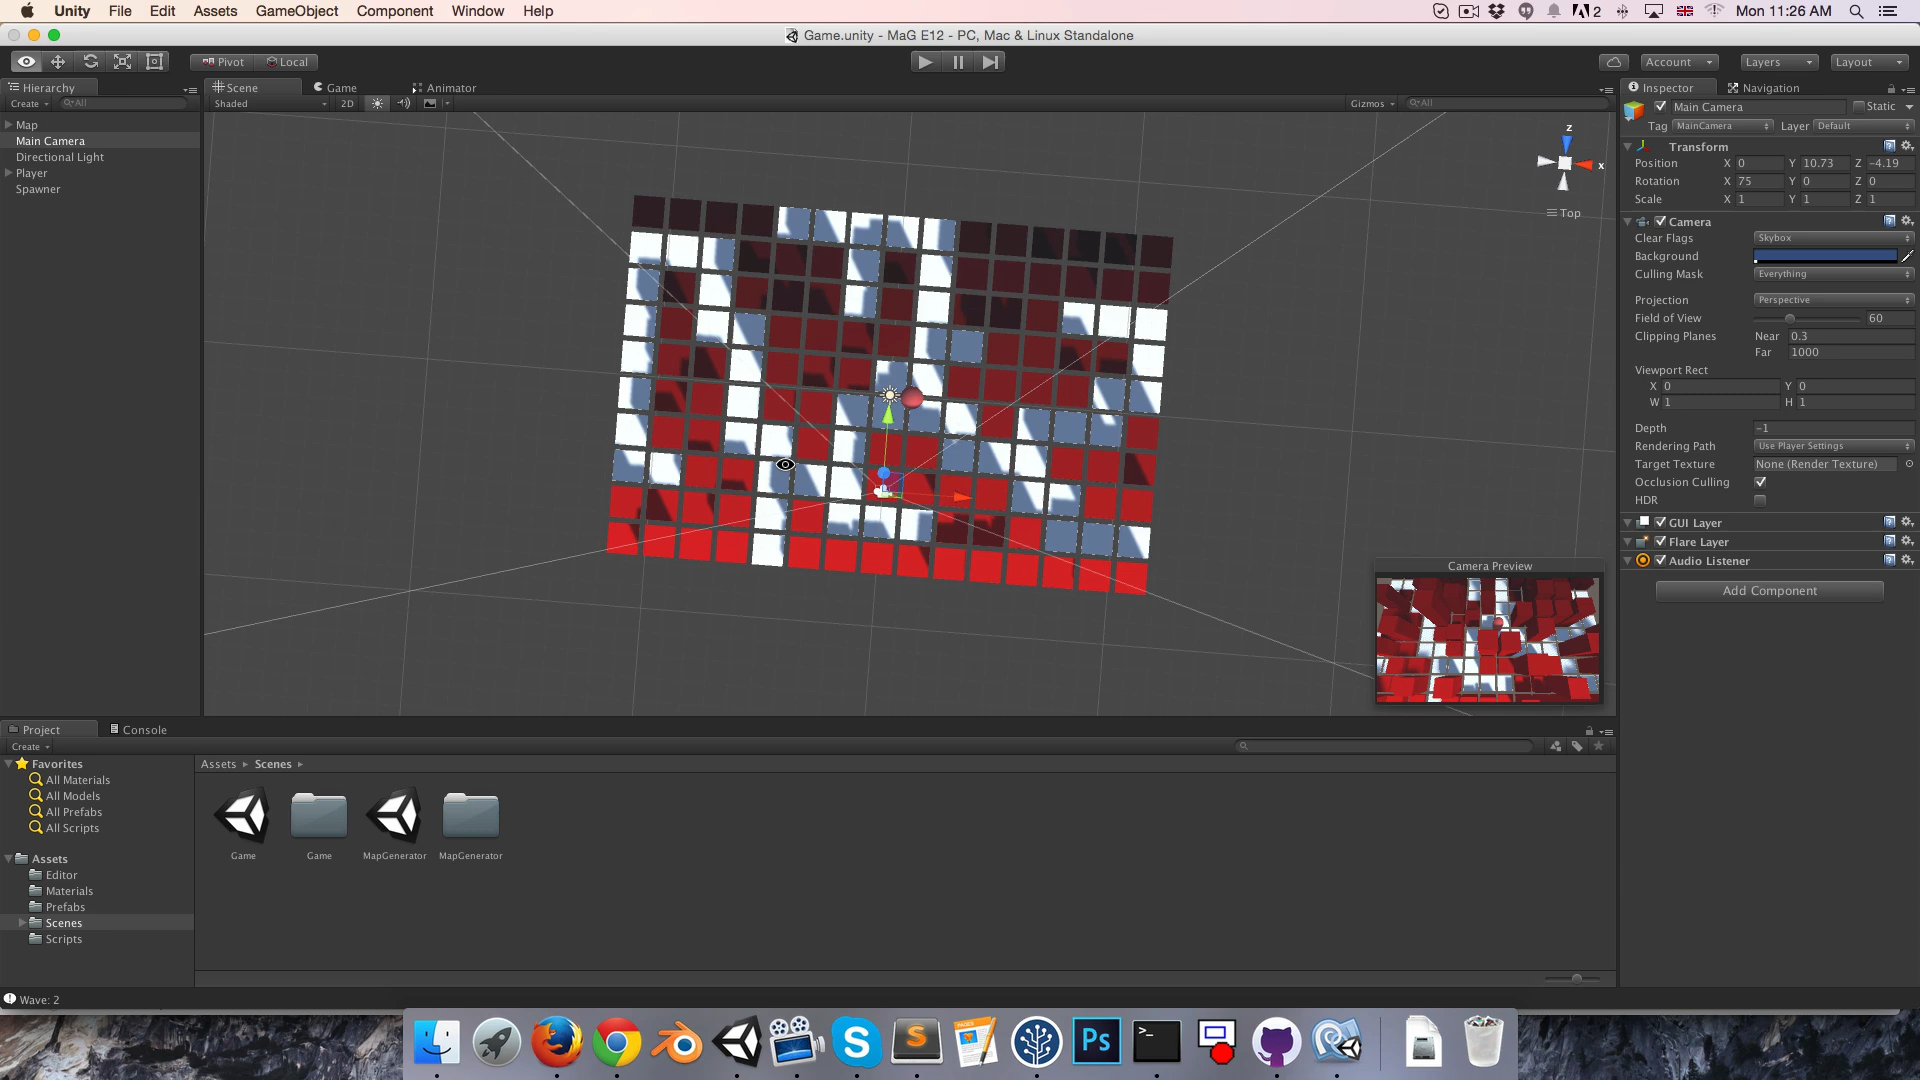 Unity File Edit Assets GameObject Component Window Help
2 Mon 11:26 AM
Game.unity - MaG E12 - PC, Mac & Linux Standalone
Pivot Local
Account Layers Layout
Hierarchy
Create All
Map
Main Camera
Directional Light
Player
Spawner
Scene Game Animator
Shaded 2D Gizmos All
z
x
Top
Camera Preview
Inspector Navigation
Main Camera Static
Tag MainCamera Layer Default
Transform
Position X 0 Y 10.73 Z -4.19
Rotation X 75 Y 0 Z 0
Scale X 1 Y 1 Z 1
Camera
Clear Flags Skybox
Background
Culling Mask Everything
Projection Perspective
Field of View 60
Clipping Planes Near 0.3
Far 1000
Viewport Rect
X 0 Y 0
W 1 H 1
Depth -1
Rendering Path Use Player Settings
Target Texture None (Render Texture)
Occlusion Culling
HDR
GUI Layer
Flare Layer
Audio Listener
Add Component
Project Console
Create
Favorites
All Materials
All Models
All Prefabs
All Scripts
Assets
Editor
Materials
Prefabs
Scenes
Scripts
Assets Scenes
Game Game MapGenerator MapGenerator
Wave: 2
S S PAGES Ps >_